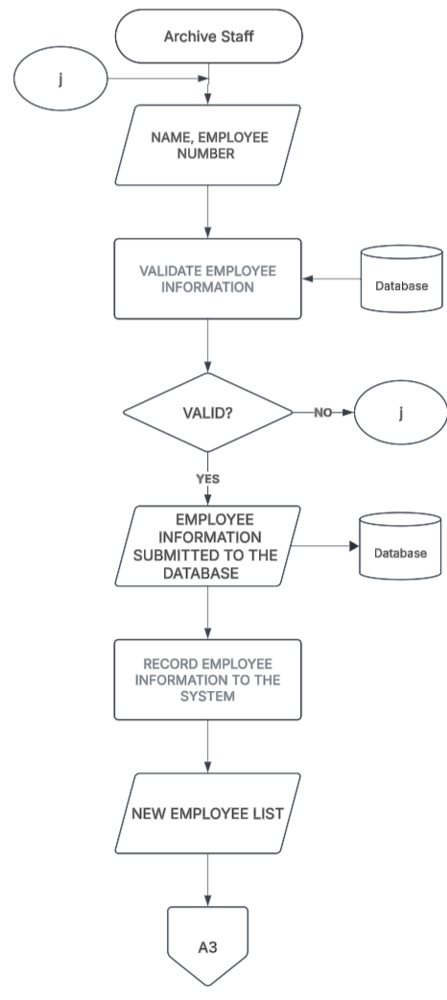 Archive Staff
j
NAME, EMPLOYEE
NUMBER
VALIDATE EMPLOYEE
INFORMATION
Database
VALID?
NO
j
YES
EMPLOYEE
INFORMATION
SUBMITTED TO THE
DATABASE
Database
RECORD EMPLOYEE
INFORMATION TO THE
SYSTEM
NEW EMPLOYEE LIST
A3